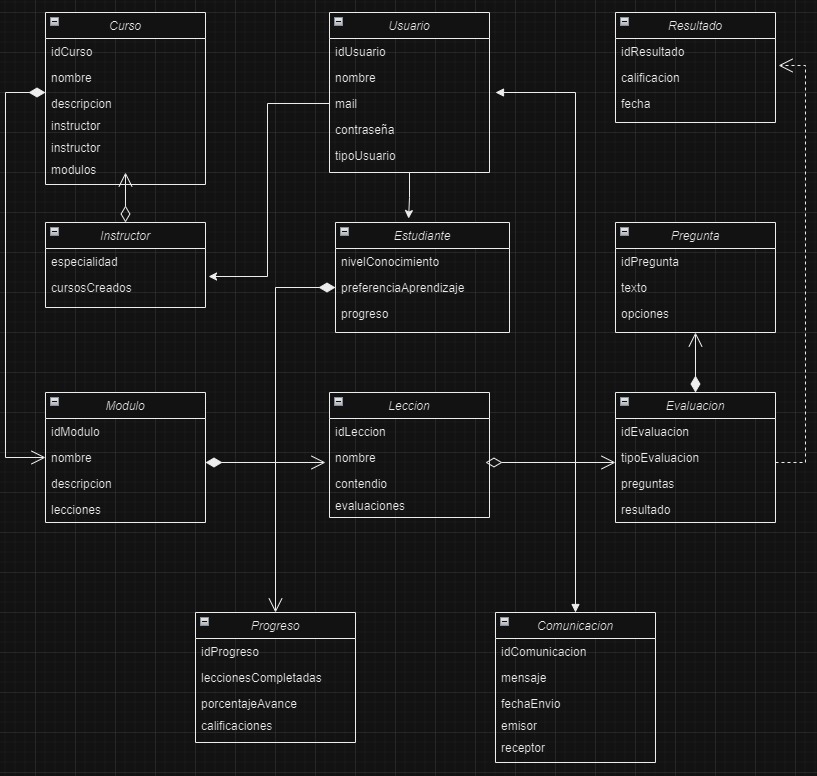 Curso
idCurso
nombre
descripcion
instructor
instructor
modulos
Usuario
idUsuario
nombre
mail
contraseña
tipoUsuario
Resultado
idResultado
calificacion
fecha
Instructor
especialidad
cursosCreados
Estudiante
nivelConocimiento
preferenciaAprendizaje
progreso
Pregunta
idPregunta
texto
opciones
Modulo
idModulo
nombre
descripcion
lecciones
Leccion
idLeccion
nombre
contendio
evaluaciones
Evaluacion
idEvaluacion
tipoEvaluacion
preguntas
resultado
Progreso
idProgreso
leccionesCompletadas
porcentajeAvance
calificaciones
Comunicacion
idComunicacion
mensaje
fechaEnvio
emisor
receptor